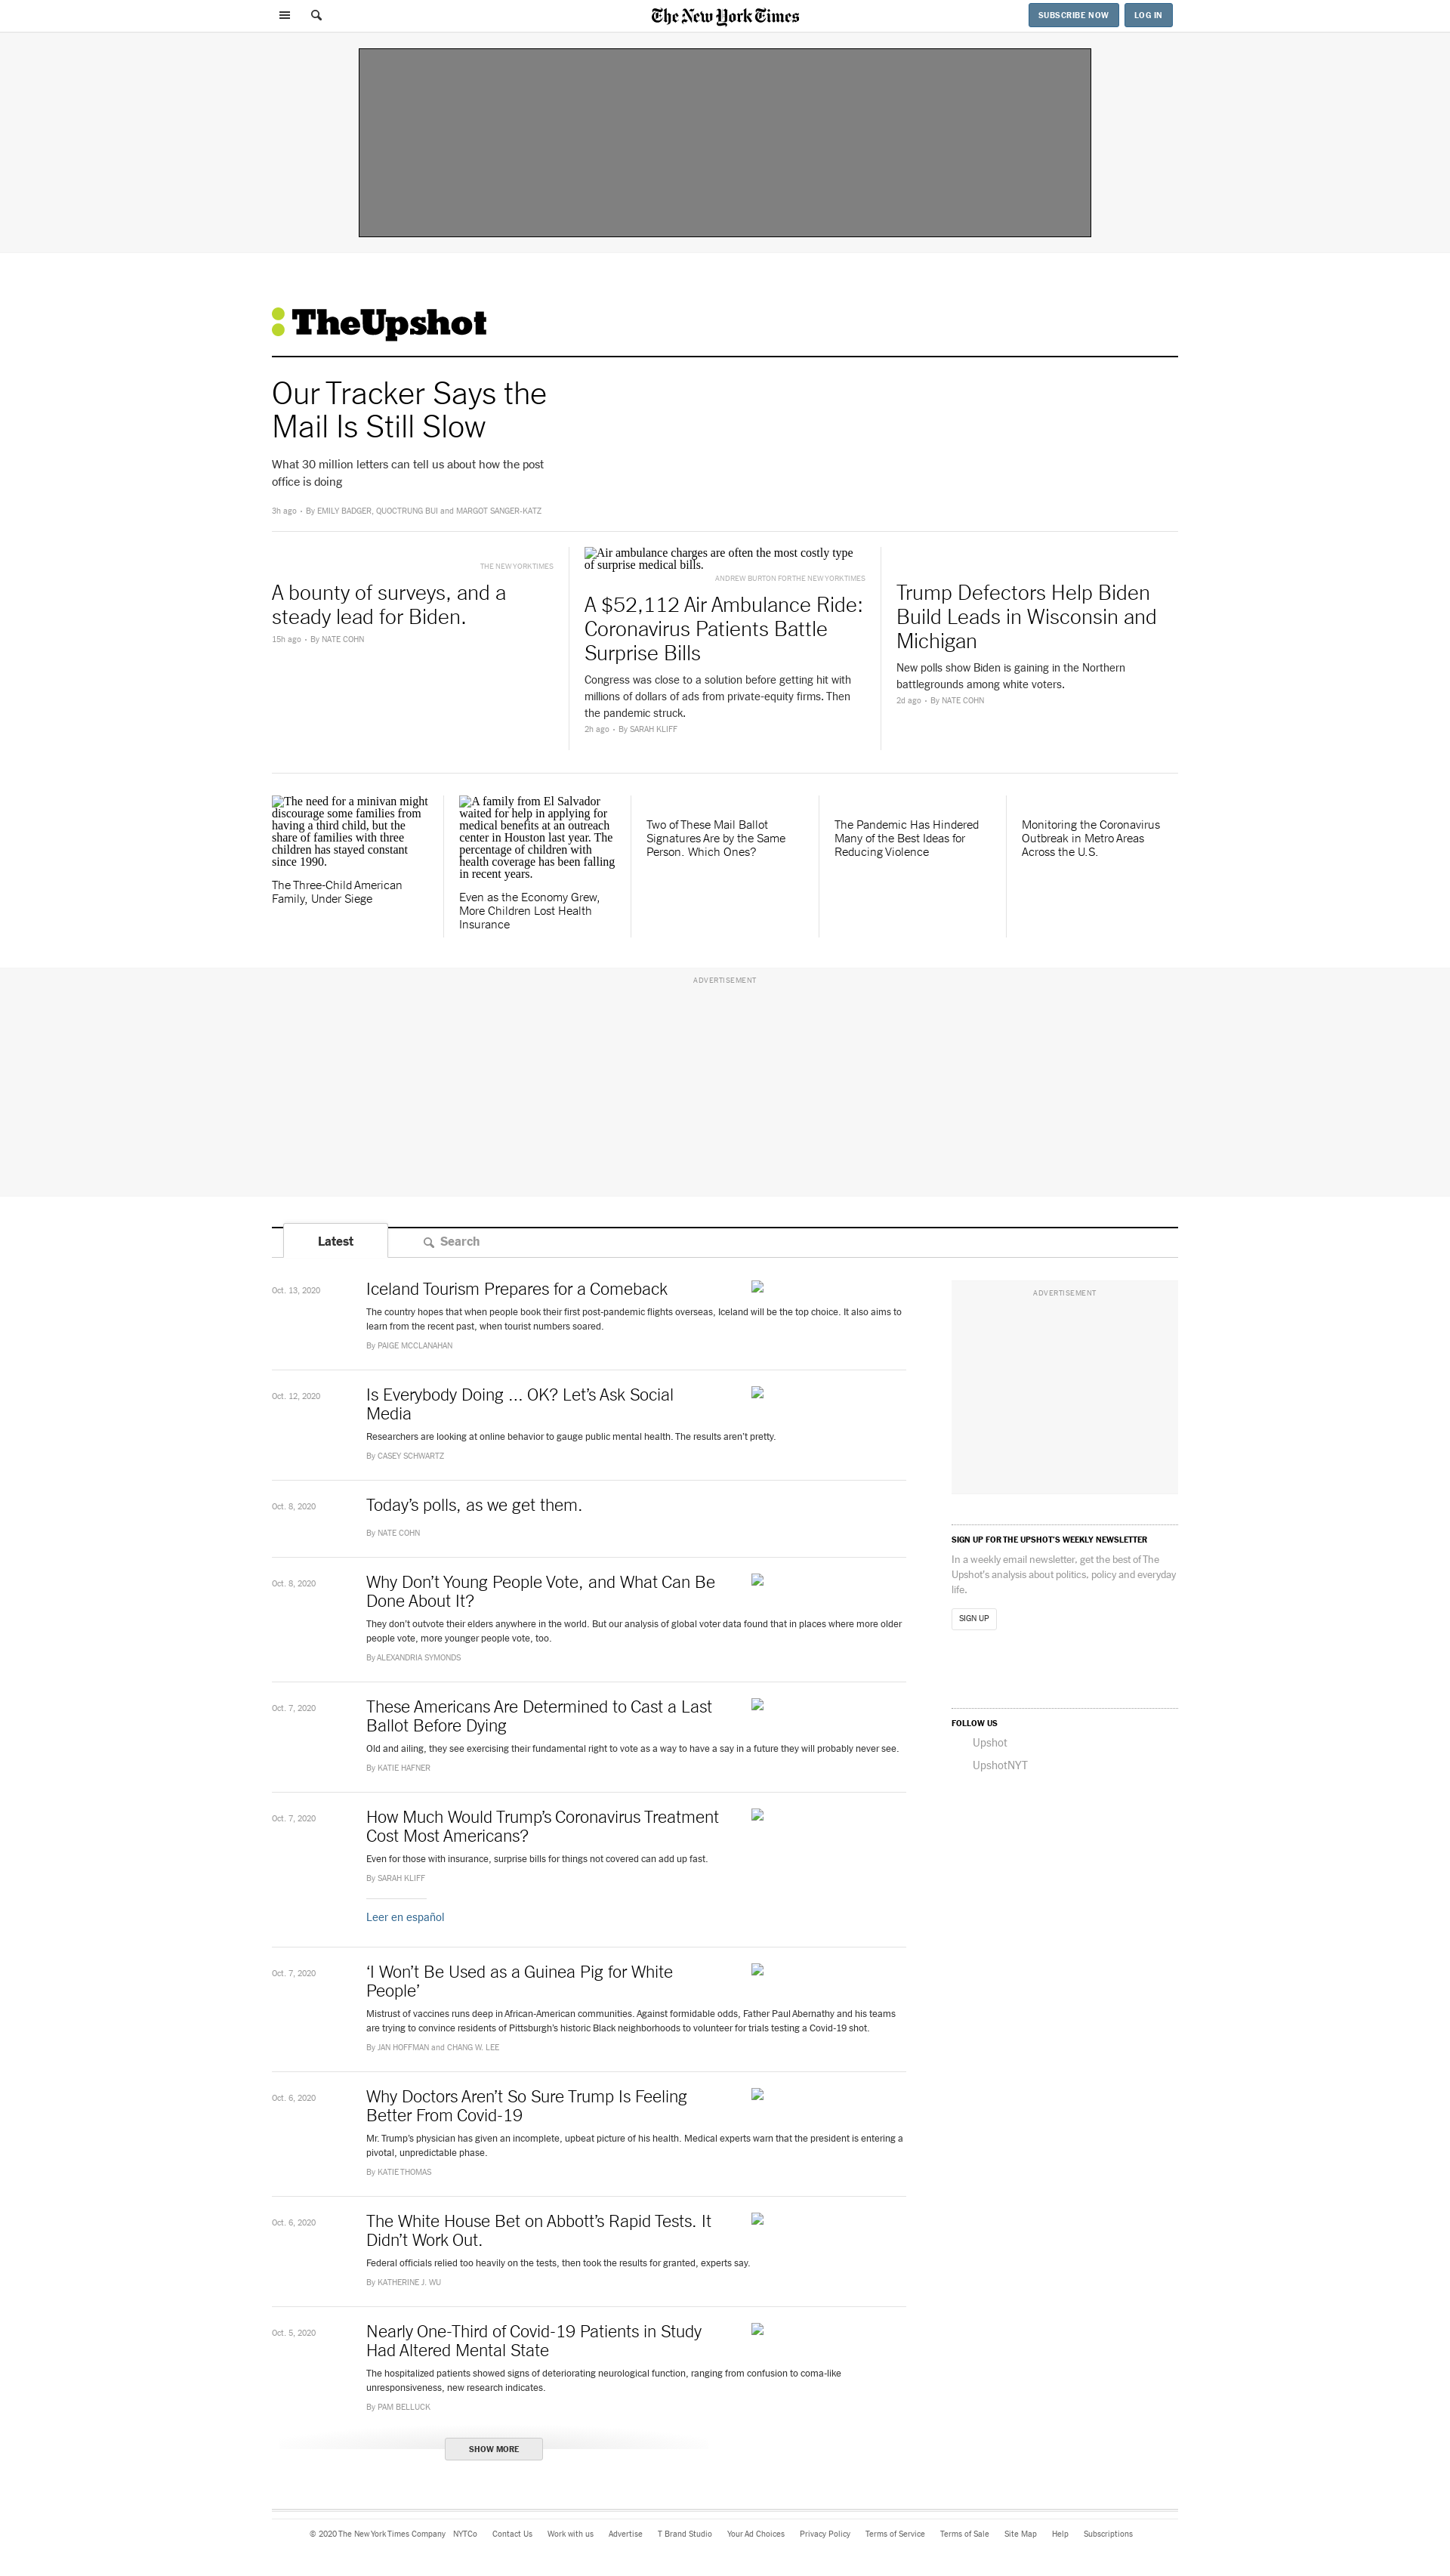 The New York Times
SUBSCRIBE NOW
LOG IN
TheUpshot
Our Tracker Says the
Mail Is Still Slow
What 30 million letters can tell us about how the post
office is doing
3h ago • By EMILY BADGER, QUOCTRUNG BUI and MARGOT SANGER-KATZ
THE NEW YORK TIMES
A bounty of surveys, and a
steady lead for Biden.
15h ago • By NATE COHN
Air ambulance charges are often the most costly type
of surprise medical bills.
ANDREW BURTON FOR THE NEW YORK TIMES
A $52,112 Air Ambulance Ride:
Coronavirus Patients Battle
Surprise Bills
Congress was close to a solution before getting hit with
millions of dollars of ads from private-equity firms. Then
the pandemic struck.
2h ago • By SARAH KLIFF
Trump Defectors Help Biden
Build Leads in Wisconsin and
Michigan
New polls show Biden is gaining in the Northern
battlegrounds among white voters.
2d ago • By NATE COHN
The need for a minivan might
discourage some families from
having a third child, but the
share of families with three
children has stayed constant
since 1990.
The Three-Child American
Family, Under Siege
A family from El Salvador
waited for help in applying for
medical benefits at an outreach
center in Houston last year. The
percentage of children with
health coverage has been falling
in recent years.
Even as the Economy Grew,
More Children Lost Health
Insurance
Two of These Mail Ballot
Signatures Are by the Same
Person. Which Ones?
The Pandemic Has Hindered
Many of the Best Ideas for
Reducing Violence
Monitoring the Coronavirus
Outbreak in Metro Areas
Across the U.S.
ADVERTISEMENT
Latest
Search
Oct. 13, 2020
Iceland Tourism Prepares for a Comeback
The country hopes that when people book their first post-pandemic flights overseas, Iceland will be the top choice. It also aims to
learn from the recent past, when tourist numbers soared.
By PAIGE MCCLANAHAN
Oct. 12, 2020
Is Everybody Doing ... OK? Let’s Ask Social
Media
Researchers are looking at online behavior to gauge public mental health. The results aren’t pretty.
By CASEY SCHWARTZ
Oct. 8, 2020
Today’s polls, as we get them.
By NATE COHN
Oct. 8, 2020
Why Don’t Young People Vote, and What Can Be
Done About It?
They don’t outvote their elders anywhere in the world. But our analysis of global voter data found that in places where more older
people vote, more younger people vote, too.
By ALEXANDRIA SYMONDS
Oct. 7, 2020
These Americans Are Determined to Cast a Last
Ballot Before Dying
Old and ailing, they see exercising their fundamental right to vote as a way to have a say in a future they will probably never see.
By KATIE HAFNER
Oct. 7, 2020
How Much Would Trump’s Coronavirus Treatment
Cost Most Americans?
Even for those with insurance, surprise bills for things not covered can add up fast.
By SARAH KLIFF
Leer en español
Oct. 7, 2020
‘I Won’t Be Used as a Guinea Pig for White
People’
Mistrust of vaccines runs deep in African-American communities. Against formidable odds, Father Paul Abernathy and his teams
are trying to convince residents of Pittsburgh’s historic Black neighborhoods to volunteer for trials testing a Covid-19 shot.
By JAN HOFFMAN and CHANG W. LEE
Oct. 6, 2020
Why Doctors Aren’t So Sure Trump Is Feeling
Better From Covid-19
Mr. Trump’s physician has given an incomplete, upbeat picture of his health. Medical experts warn that the president is entering a
pivotal, unpredictable phase.
By KATIE THOMAS
Oct. 6, 2020
The White House Bet on Abbott’s Rapid Tests. It
Didn’t Work Out.
Federal officials relied too heavily on the tests, then took the results for granted, experts say.
By KATHERINE J. WU
Oct. 5, 2020
Nearly One-Third of Covid-19 Patients in Study
Had Altered Mental State
The hospitalized patients showed signs of deteriorating neurological function, ranging from confusion to coma-like
unresponsiveness, new research indicates.
By PAM BELLUCK
SHOW MORE
ADVERTISEMENT
SIGN UP FOR THE UPSHOT’S WEEKLY NEWSLETTER
In a weekly email newsletter, get the best of The
Upshot’s analysis about politics, policy and everyday
life.
SIGN UP
FOLLOW US
Upshot
UpshotNYT
© 2020 The New York Times Company NYTCo Contact Us Work with us Advertise T Brand Studio Your Ad Choices Privacy Policy Terms of Service Terms of Sale Site Map Help Subscriptions